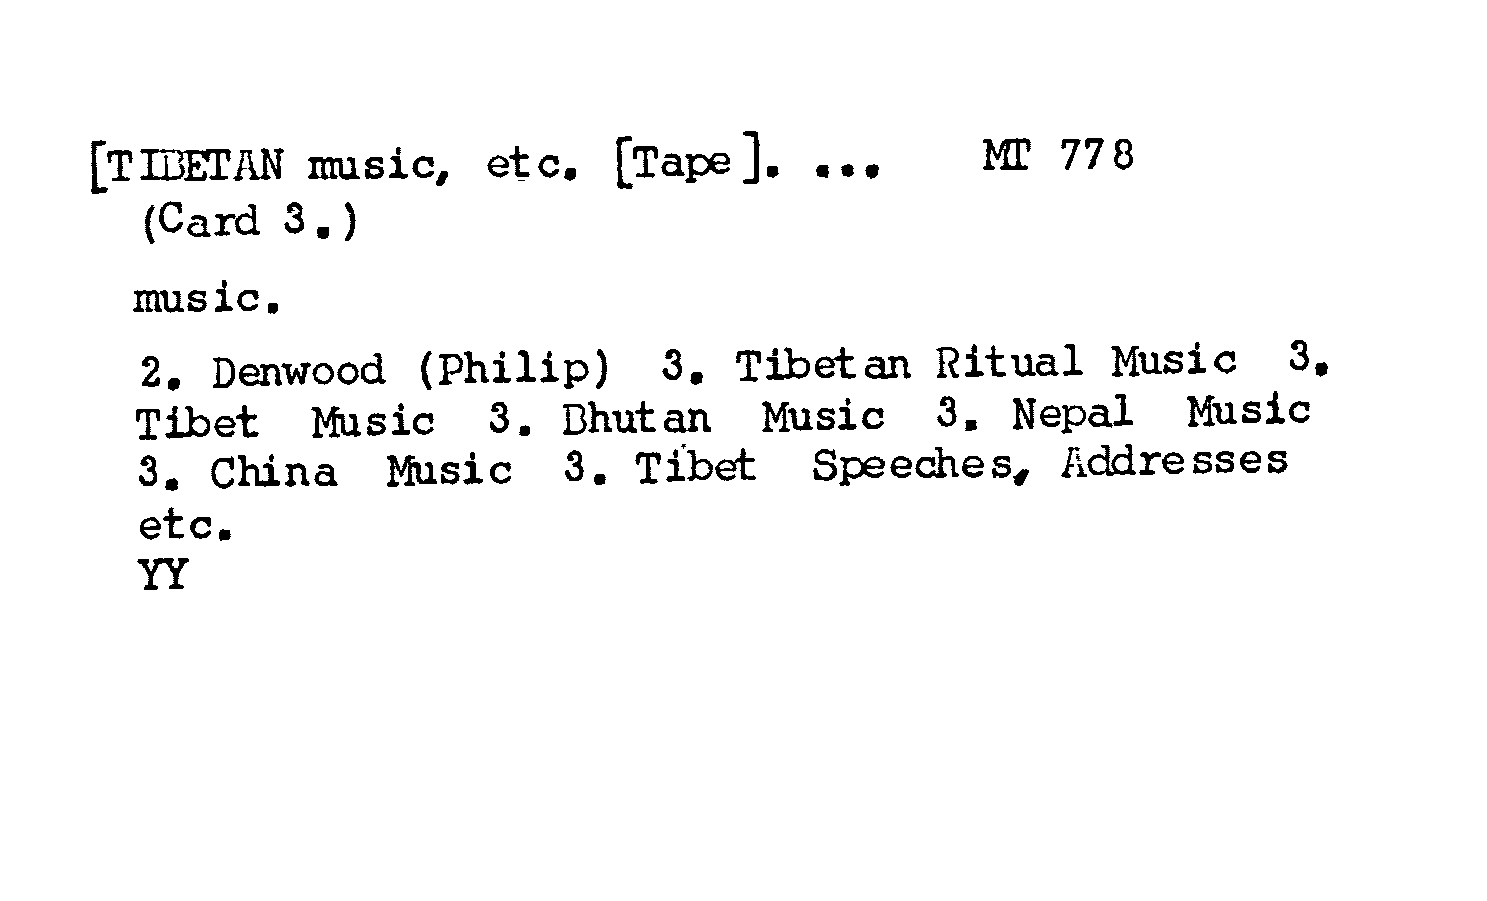 [TIBETAN music, etc. [Tape]. ... MT 778
(Card 3.)
music.
2. Denwood (Philip) 3. Tibetan Ritual Music 3.
Tibet Music 3. Bhutan Music 3. Nepal Music
3. China Music 3. Tibet Speeches, Addresses
etc.
YY